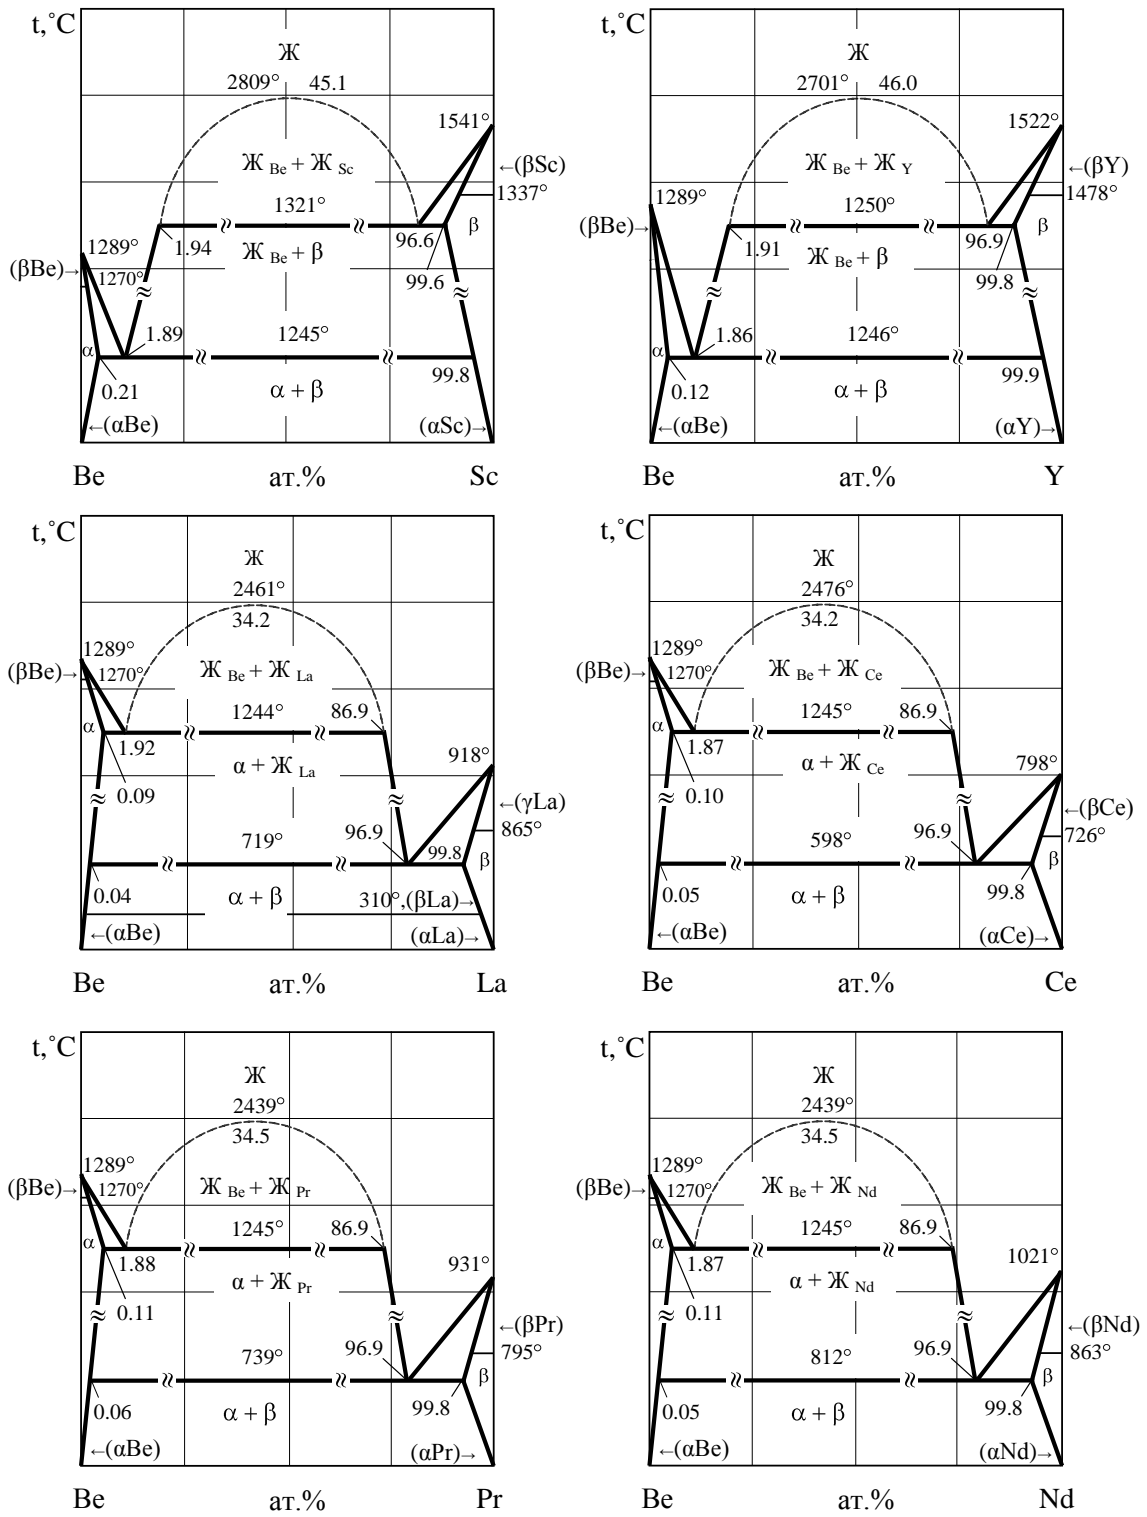 t,˚C
Ж
2809° 45.1
1541°
Ж Be + Ж Sc
←(βSc)
1337°
1321°
1289°
1.94
96.6
β
(βBe)→
Ж Be + β
1270°
99.6
1.89
1245°
α
0.21
99.8
α + β
←(αBe)
(αSc)→
Be ат.% Sc
t,˚C
Ж
2701° 46.0
1522°
Ж Be + Ж Y
←(βY)
1478°
1289°
1250°
(βBe)→
1.91
96.9
β
Ж Be + β
99.8
1.86
1246°
α
0.12
99.9
α + β
←(αBe)
(αY)→
Be ат.% Y
t,˚C
Ж
2461°
34.2
1289°
(βBe)→
1270°
Ж Be + Ж La
1244°
86.9
α
1.92
α + Ж La
918°
0.09
←(γLa)
865°
719°
96.9
99.8
β
0.04
α + β
310°,(βLa)→
←(αBe)
(αLa)→
Be ат.% La
t,˚C
Ж
2476°
34.2
1289°
(βBe)→
1270°
Ж Be + Ж Ce
1245°
86.9
α
1.87
α + Ж Ce
798°
0.10
←(βCe)
726°
598°
96.9
β
0.05
α + β
99.8
←(αBe)
(αCe)→
Be ат.% Ce
t,˚C
Ж
2439°
34.5
1289°
(βBe)→
1270°
Ж Be + Ж Pr
1245°
86.9
α
1.88
α + Ж Pr
931°
0.11
←(βPr)
795°
739°
96.9
β
0.06
α + β
99.8
←(αBe)
(αPr)→
Be ат.% Pr
t,˚C
Ж
2439°
34.5
1289°
(βBe)→
1270°
Ж Be + Ж Nd
1245°
86.9
α
1.87
α + Ж Nd
1021°
0.11
←(βNd)
863°
812°
96.9
β
0.05
α + β
99.8
←(αBe)
(αNd)→
Be ат.% Nd